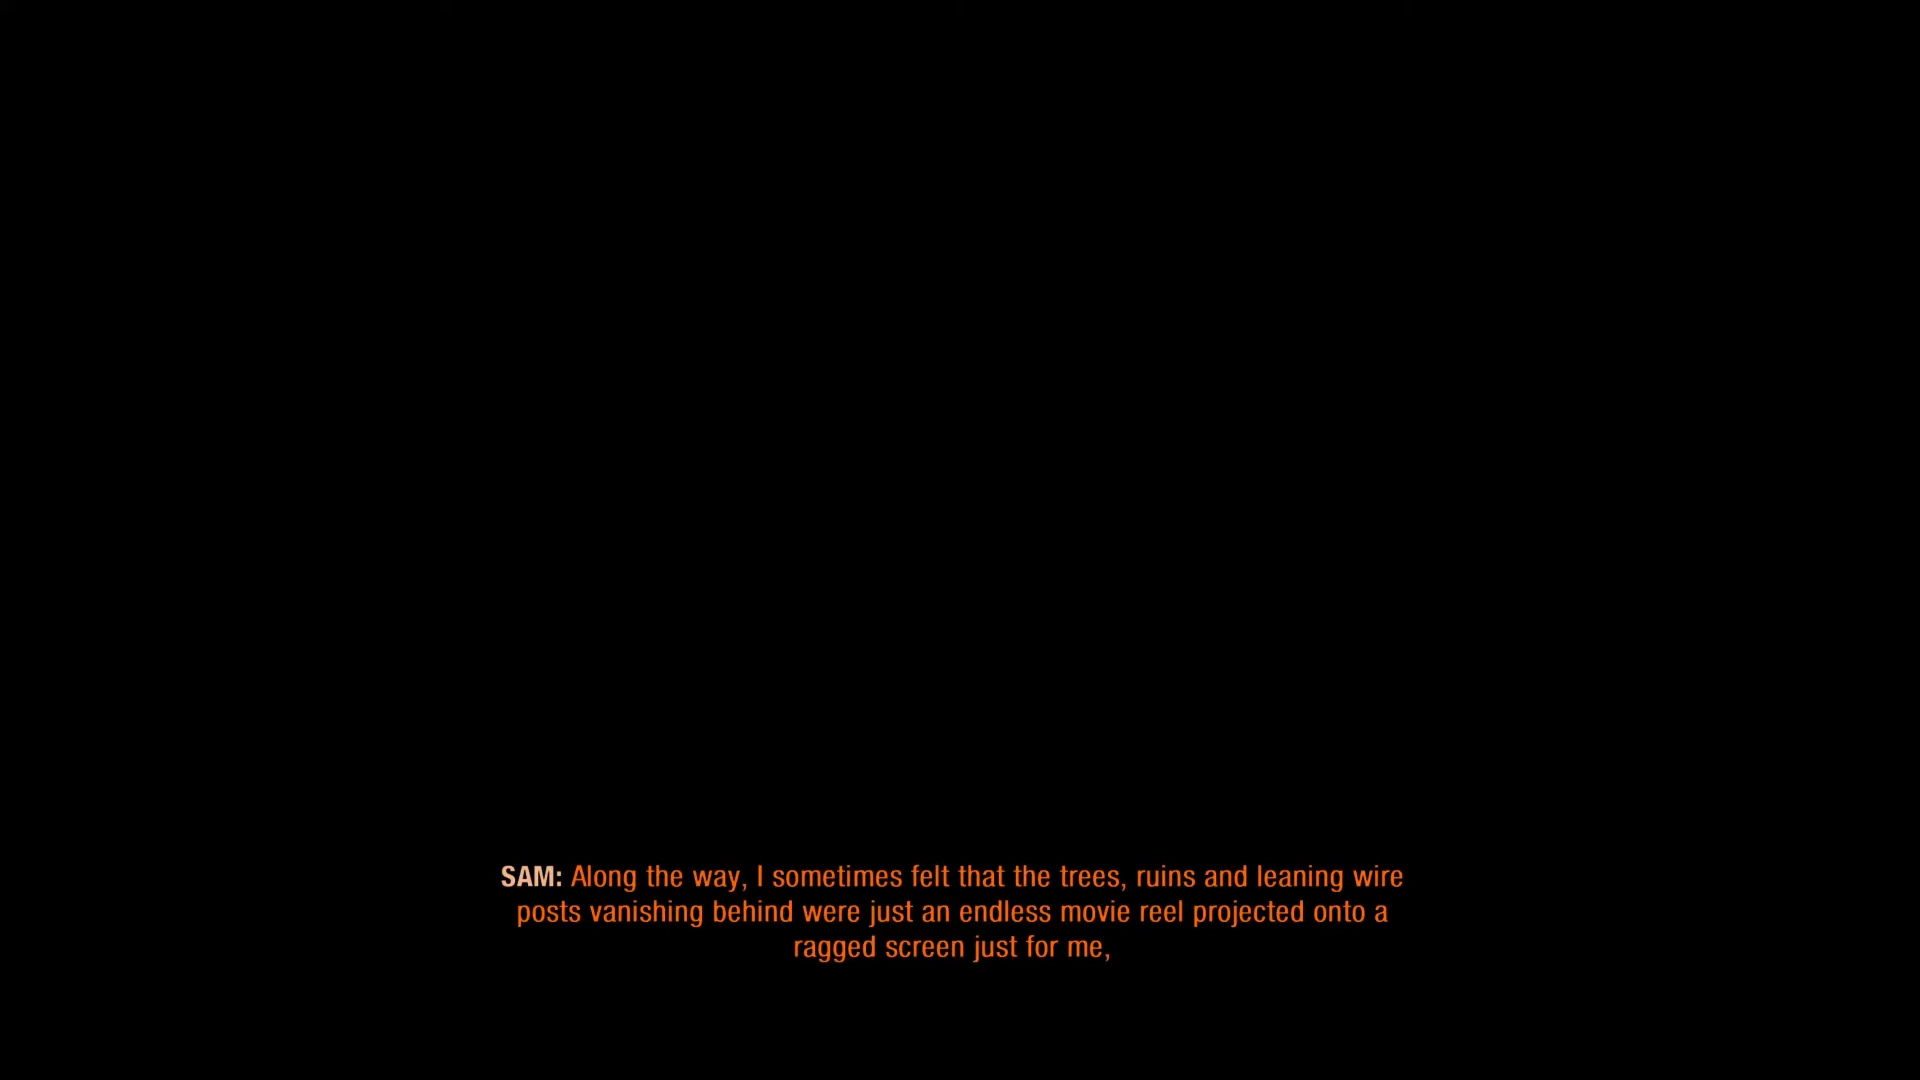 SAM: Along the way, I sometimes felt that the trees, ruins and leaning wire
posts vanishing behind were just an endless movie reel projected onto a
ragged screen just for me,